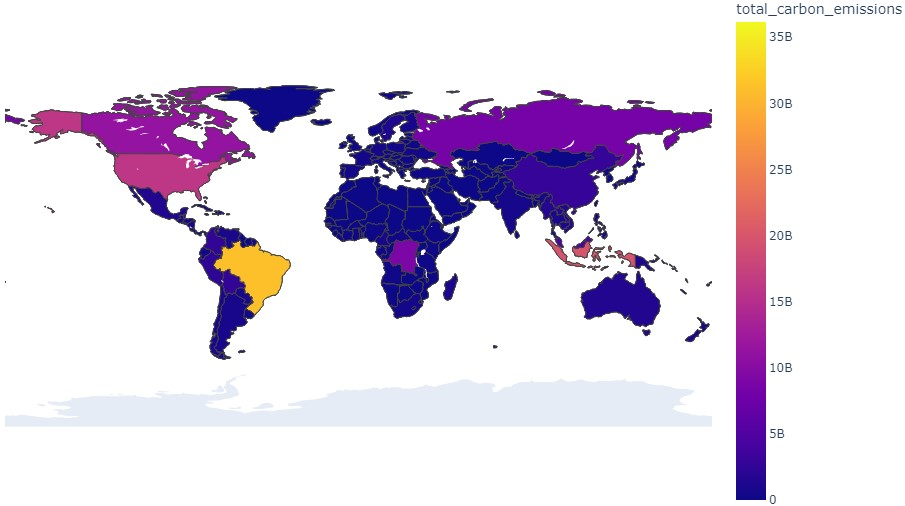 total_carbon_emissions
35B
30B
25B
20B
15B
10B
5B
0